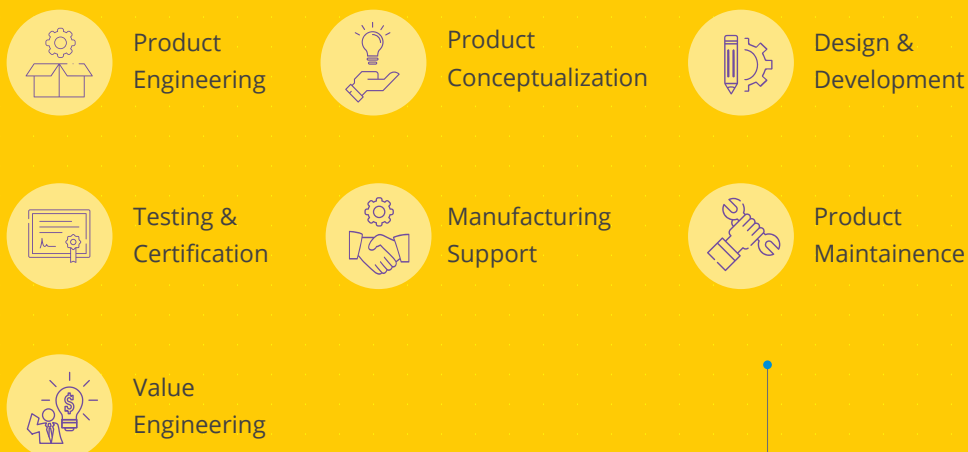 Product
Engineering
Product
Conceptualization
Design &
Development
Testing &
Certification
Manufacturing
Support
Product
Maintainence
Value
Engineering